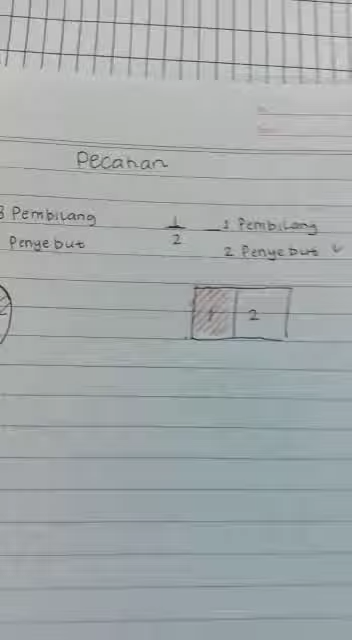 Pecahan
3 Pembilang
Penyebut
1
2
1 Pembilang
2 Penyebut
1 2